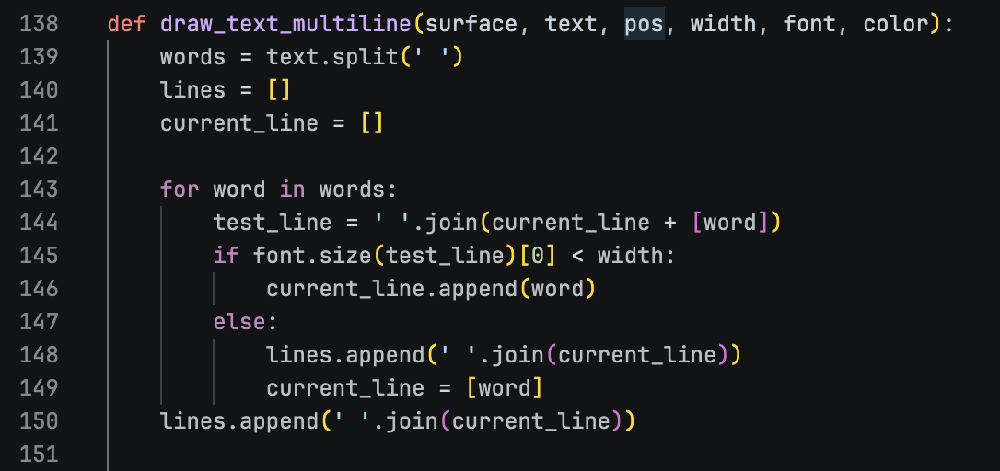 138 def draw_text_multiline(surface, text, pos, width, font, color):
139     words = text.split(' ')
140     lines = []
141     current_line = []
142
143     for word in words:
144         test_line = ' '.join(current_line + [word])
145         if font.size(test_line)[0] < width:
146             current_line.append(word)
147         else:
148             lines.append(' '.join(current_line))
149             current_line = [word]
150     lines.append(' '.join(current_line))
151